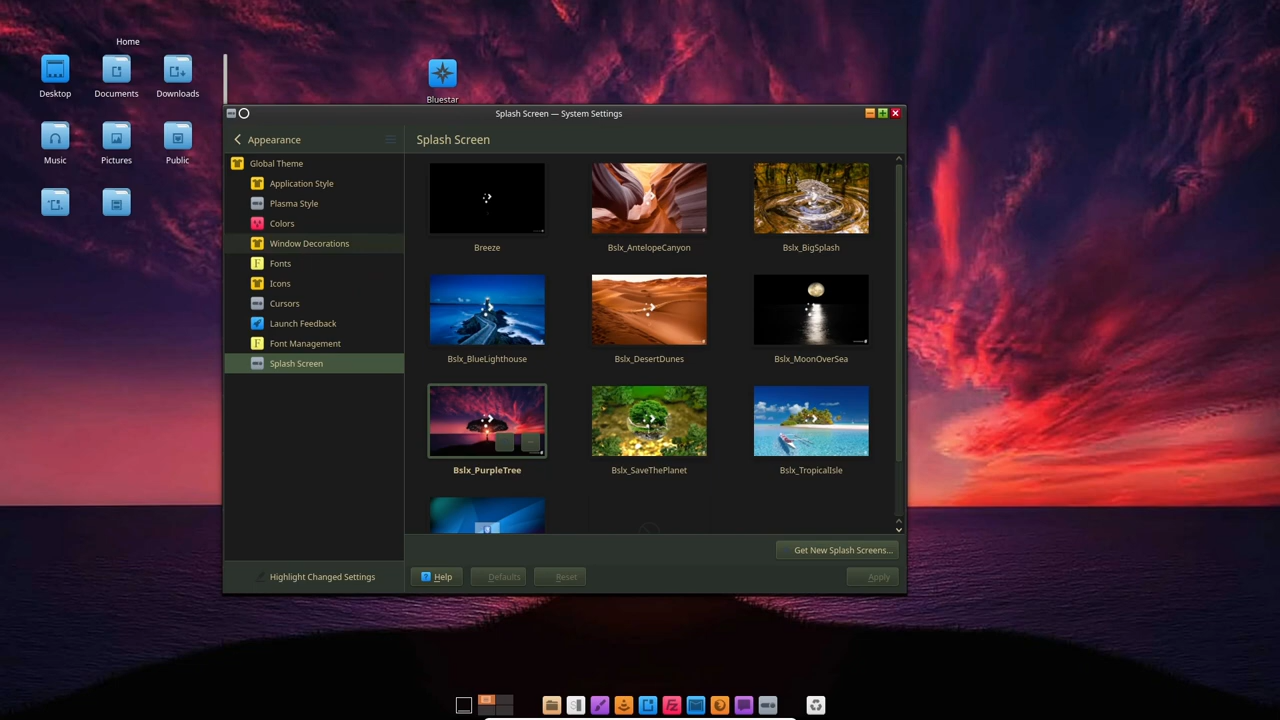 Home
Desktop
Documents
Downloads
Bluestar
Music
Pictures
Public
Splash Screen — System Settings
Appearance
Splash Screen
Global Theme
Application Style
Plasma Style
Colors
Window Decorations
Fonts
Icons
Cursors
Launch Feedback
Font Management
Splash Screen
Breeze
Bslx_AntelopeCanyon
Bslx_BigSplash
Bslx_BlueLighthouse
Bslx_DesertDunes
Bslx_MoonOverSea
Bslx_PurpleTree
Bslx_SaveThePlanet
Bslx_TropicalIsle
Get New Splash Screens...
Highlight Changed Settings
Help
Defaults
Reset
Apply